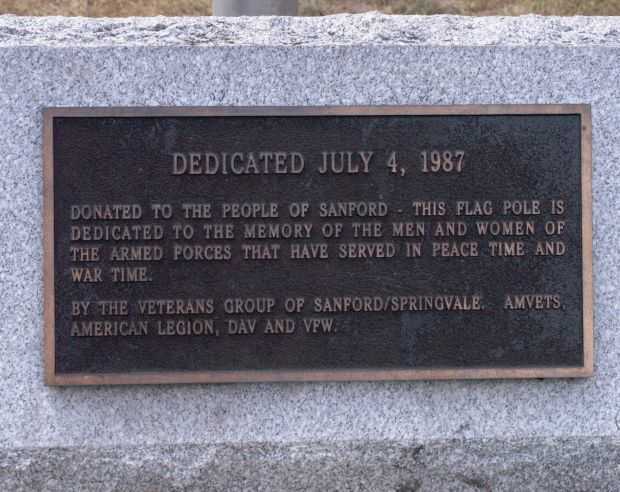 DEDICATED JULY 4, 1987
DONATED TO THE PEOPLE OF SANFORD - THIS FLAG POLE IS
DEDICATED TO THE MEMORY OF THE MEN AND WOMEN OF
THE ARMED FORCES THAT HAVE SERVED IN PEACE TIME AND
WAR TIME.
BY THE VETERANS GROUP OF SANFORD/SPRINGVALE. AMVETS,
AMERICAN LEGION, DAV AND VFW.